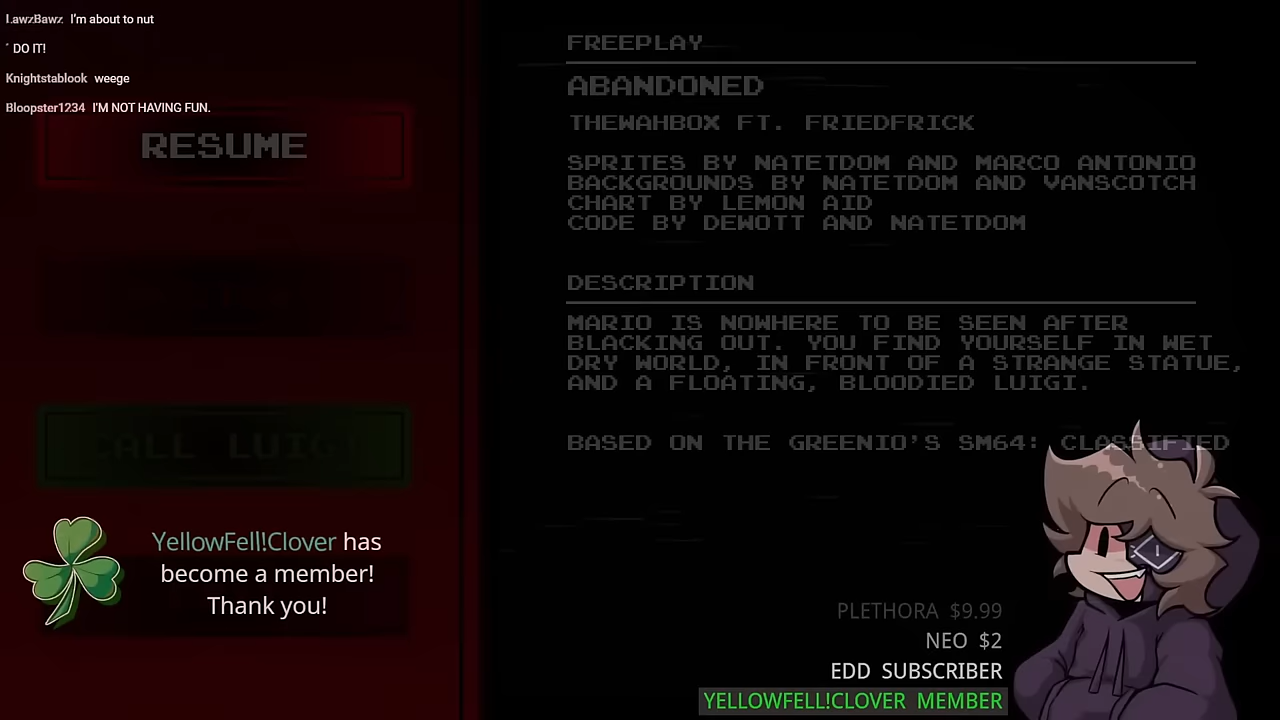 LawzBawz I'm about to nut
DO IT!
Knightstablook weege
Bloopster1234 I'M NOT HAVING FUN.
RESUME
CALL LUIGI
YellowFell!Clover has
become a member!
Thank you!
FREEPLAY
ABANDONED
THEWAHBOX FT. FRIEDFRICK
SPRITES BY NATETDOM AND MARCO ANTONIO
BACKGROUNDS BY NATETDOM AND VANSCOTCH
CHART BY LEMON AID
CODE BY DEWOTT AND NATETDOM
DESCRIPTION
MARIO IS NOWHERE TO BE SEEN AFTER
BLACKING OUT. YOU FIND YOURSELF IN WET
DRY WORLD, IN FRONT OF A STRANGE STATUE,
AND A FLOATING, BLOODIED LUIGI.
BASED ON THE GREENIO'S SM64: CLASSIFIED
PLETHORA $9.99
NEO $2
EDD SUBSCRIBER
YELLOWFELL!CLOVER MEMBER